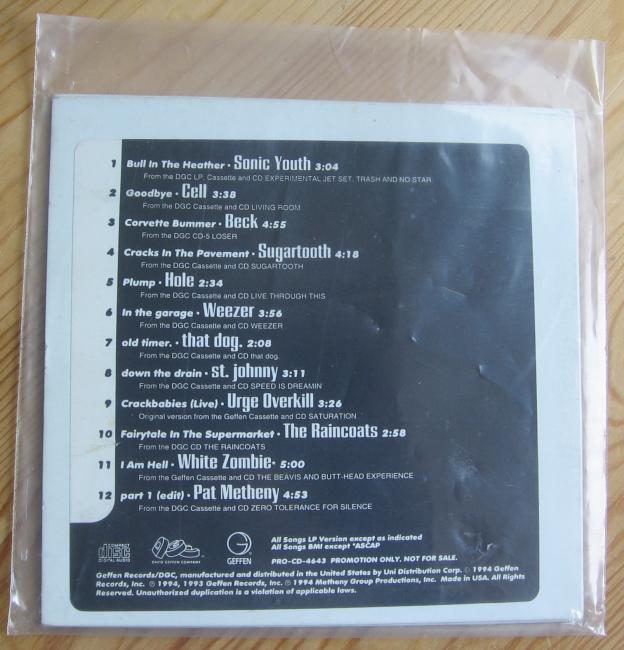 1 Bull In The Heather · Sonic Youth 3:04
From the DGC LP, Cassette and CD EXPERIMENTAL JET SET, TRASH AND NO STAR
2 Goodbye · Cell 3:38
From the DGC Cassette and CD LIVING ROOM
3 Corvette Bummer · Beck 4:55
From the DGC CD-5 LOSER
4 Cracks In The Pavement · Sugartooth 4:18
From the DGC Cassette and CD SUGARTOOTH
5 Plump · Hole 2:34
From the DGC Cassette and CD LIVE THROUGH THIS
6 In the garage · Weezer 3:56
From the DGC Cassette and CD WEEZER
7 old timer. · that dog. 2:08
From the DGC Cassette and CD that dog.
8 down the drain · st. johnny 3:11
From the DGC Cassette and CD SPEED IS DREAMIN
9 Crackbabies (Live) · Urge Overkill 3:26
Original version from the Geffen Cassette and CD SATURATION
10 Fairytale In The Supermarket · The Raincoats 2:58
From the DGC CD THE RAINCOATS
11 I Am Hell · White Zombie* 5:00
From the Geffen Cassette and CD THE BEAVIS AND BUTT-HEAD EXPERIENCE
12 part 1 (edit) · Pat Metheny 4:53
From the DGC Cassette and CD ZERO TOLERANCE FOR SILENCE
COMPACT disc DIGITAL AUDIO
DAVID GEFFEN COMPANY
GEFFEN
All Songs LP Version except as indicated
All Songs BMI except *ASCAP
PRO-CD-4643 PROMOTION ONLY. NOT FOR SALE.
Geffen Records/DGC, manufactured and distributed in the United States by Uni Distribution Corp. © 1994 Geffen
Records, Inc. ℗ 1994, 1993 Geffen Records, Inc. ℗ 1994 Metheny Group Productions, Inc. Made in USA. All Rights
Reserved. Unauthorized duplication is a violation of applicable laws.